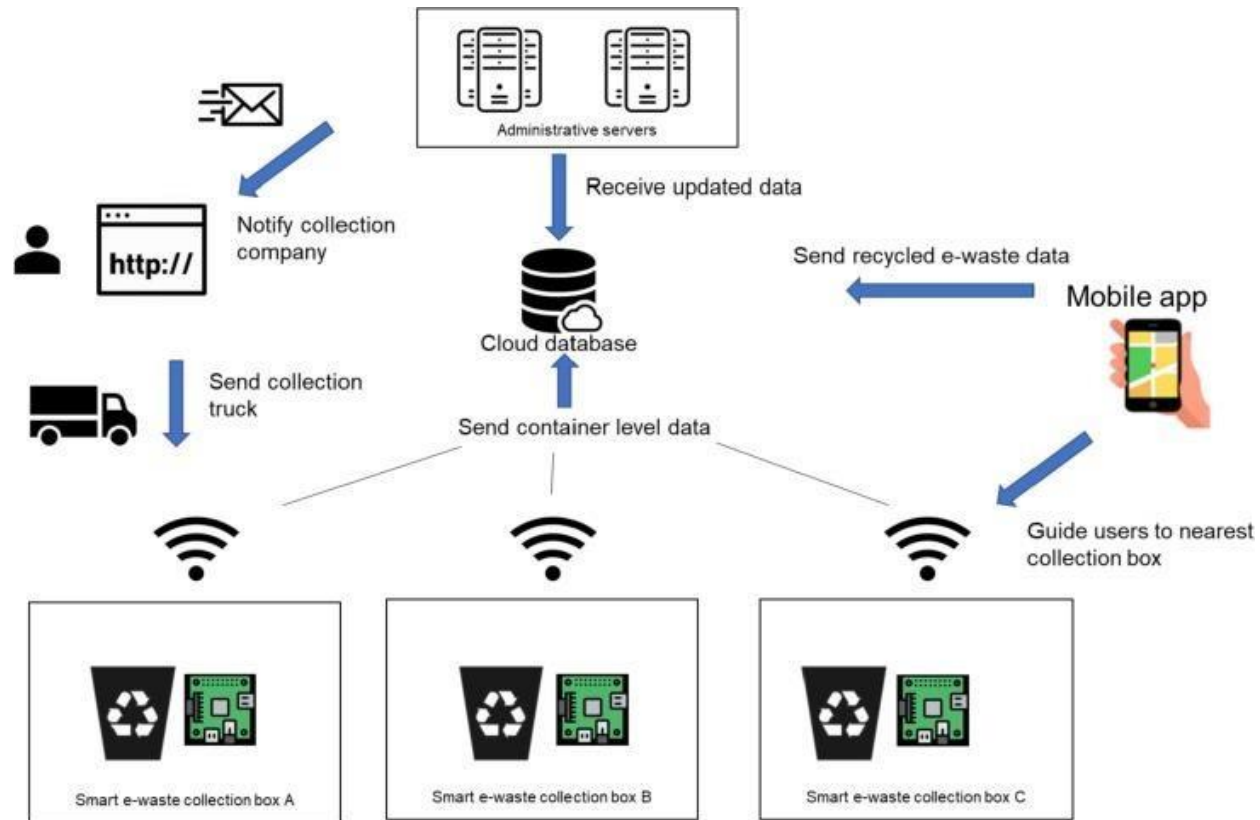 Administrative servers
Receive updated data
Notify collection
company
http://
Send recycled e-waste data
Mobile app
Cloud database
Send collection
truck
Send container level data
Guide users to nearest
collection box
Smart e-waste collection box A
Smart e-waste collection box B
Smart e-waste collection box C